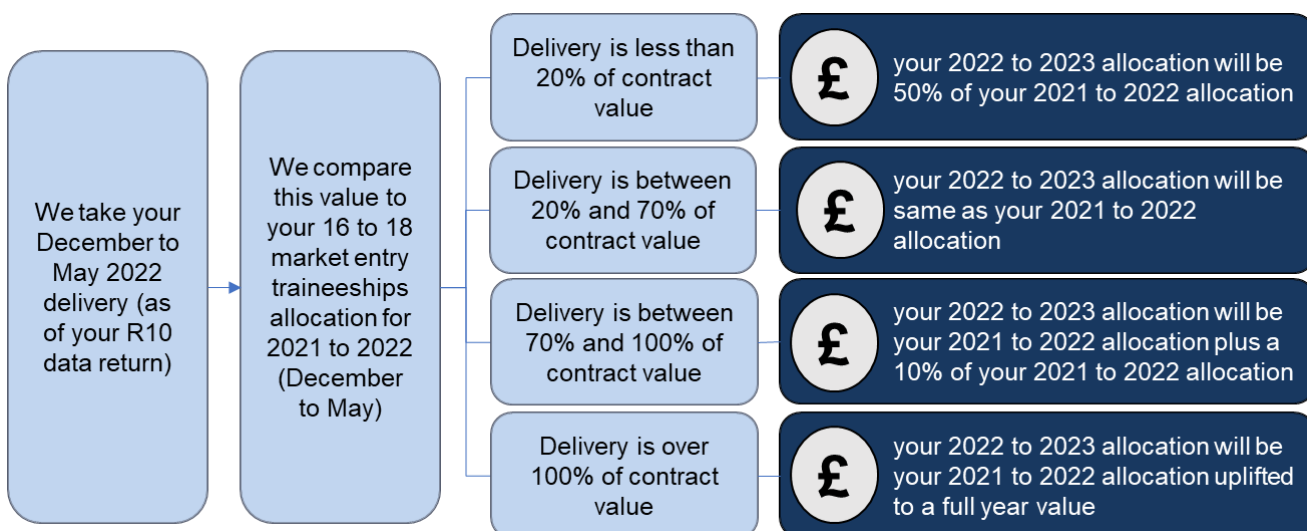 We take your
December to
May 2022
delivery (as
of your R10
data return)
We compare
this value to
your 16 to 18
market entry
traineeships
allocation for
2021 to 2022
(December
to May)
Delivery is less than
20% of contract
value
£
your 2022 to 2023 allocation will be
50% of your 2021 to 2022 allocation
Delivery is between
20% and 70% of
contract value
£
your 2022 to 2023 allocation will be
same as your 2021 to 2022
allocation
Delivery is between
70% and 100% of
contract value
£
your 2022 to 2023 allocation will be
your 2021 to 2022 allocation plus a
10% of your 2021 to 2022 allocation
Delivery is over
100% of contract
value
£
your 2022 to 2023 allocation will be
your 2021 to 2022 allocation uplifted
to a full year value